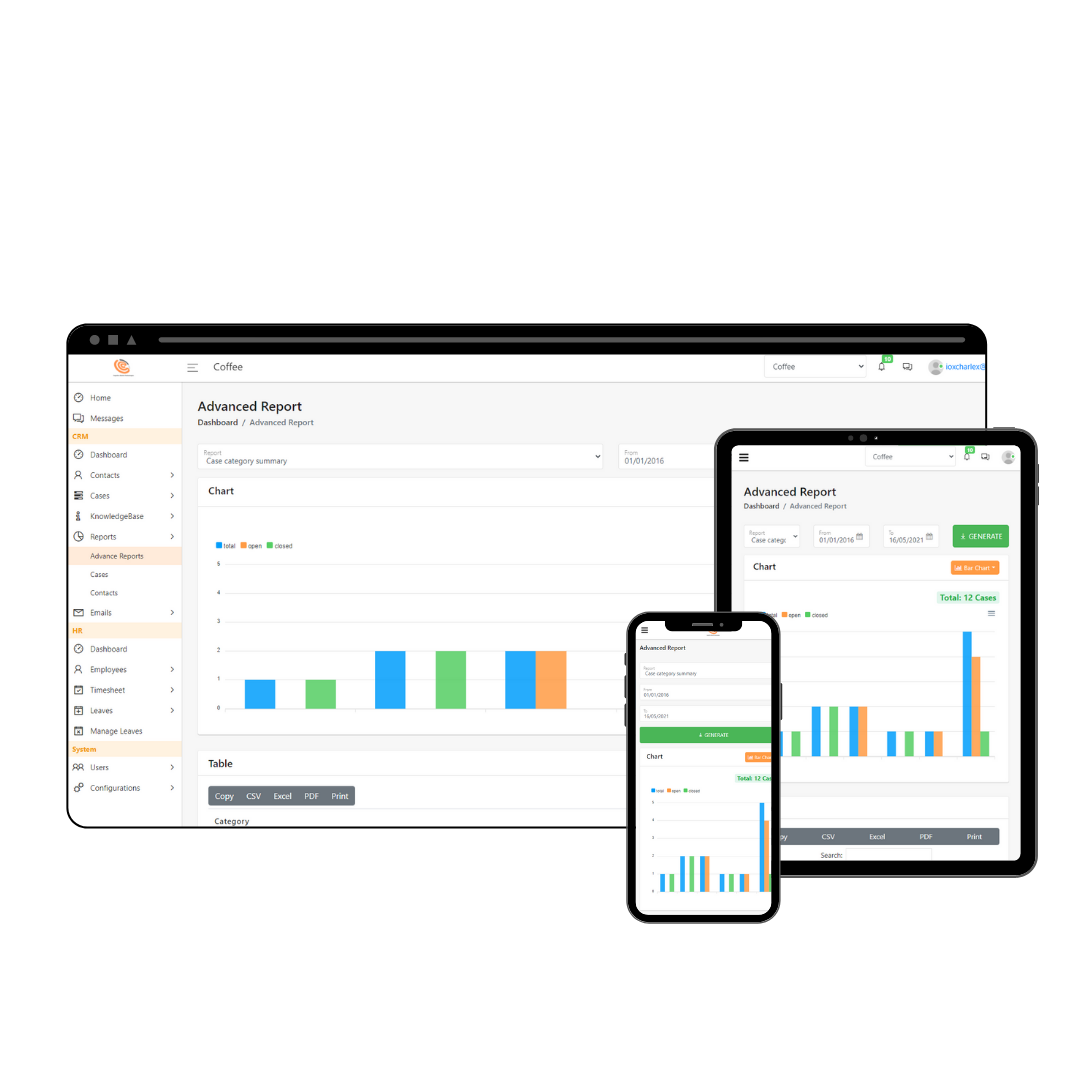 Coffee
Coffee
10
ioxcharlex@
Home
Messages
CRM
Dashboard
Contacts
Cases
KnowledgeBase
Reports
Advance Reports
Cases
Contacts
Emails
HR
Dashboard
Employees
Timesheet
Leaves
Manage Leaves
System
Users
Configurations
Advanced Report
Dashboard / Advanced Report
Report
Case category summary
From
01/01/2016
Chart
total open closed
5
4
3
2
1
0
Table
Copy CSV Excel PDF Print
Category
Coffee
10
Advanced Report
Dashboard / Advanced Report
Report
Case categ
From
01/01/2016
To
16/05/2021
GENERATE
Chart
Bar Chart
Total: 12 Cases
open closed
CSV Excel PDF Print
Search:
Advanced Report
Report
Case category summary
From
01/01/2016
To
16/05/2021
GENERATE
Chart
Bar Char
Total: 12 Cas
total open closed
5
4
3
2
1
0